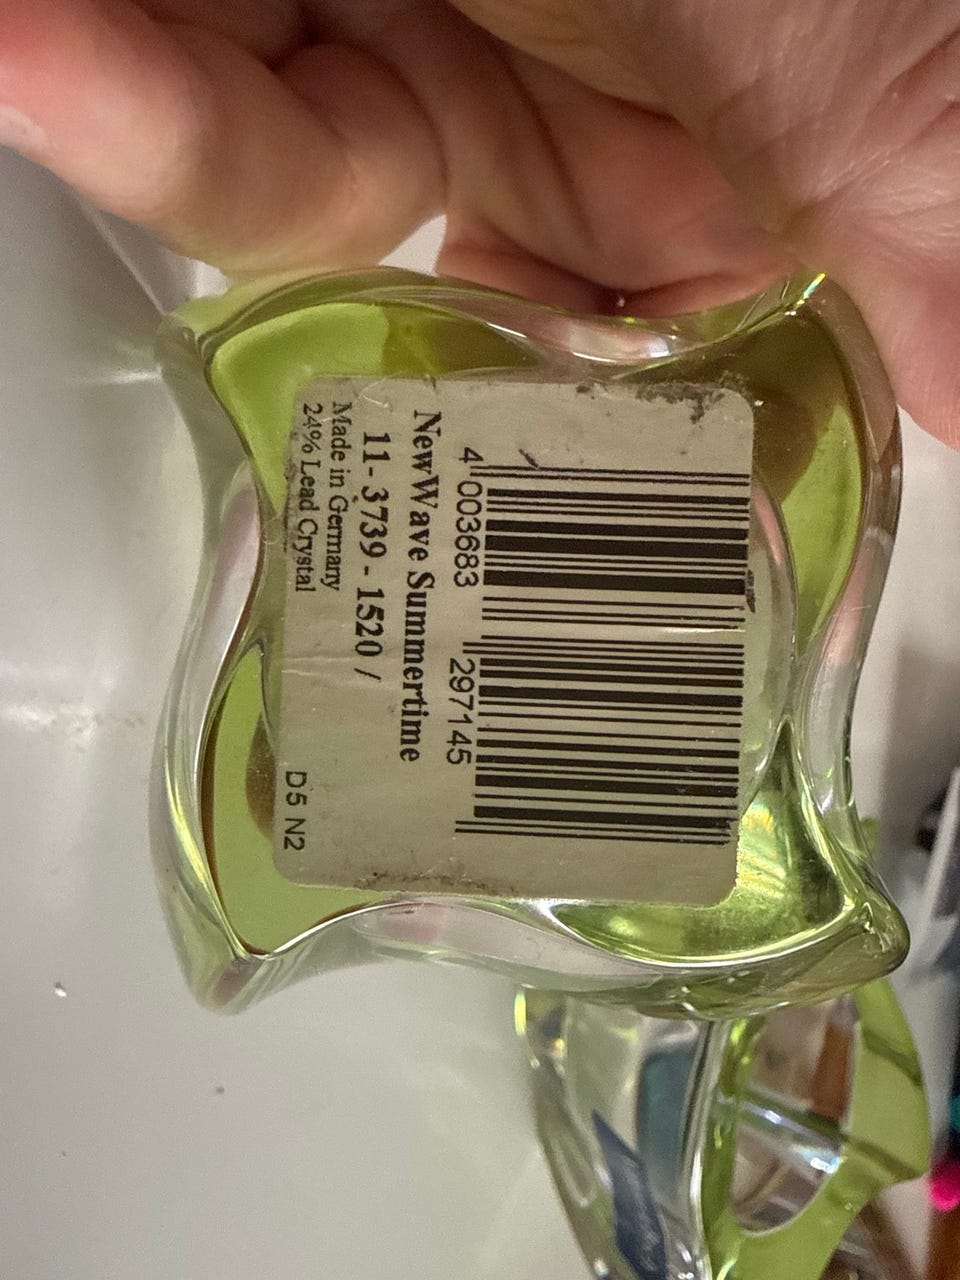 4 003683 297145
NewWave Summertime
11-3739-1520 /
Made in Germany
24% Lead Crystal
D5 N2